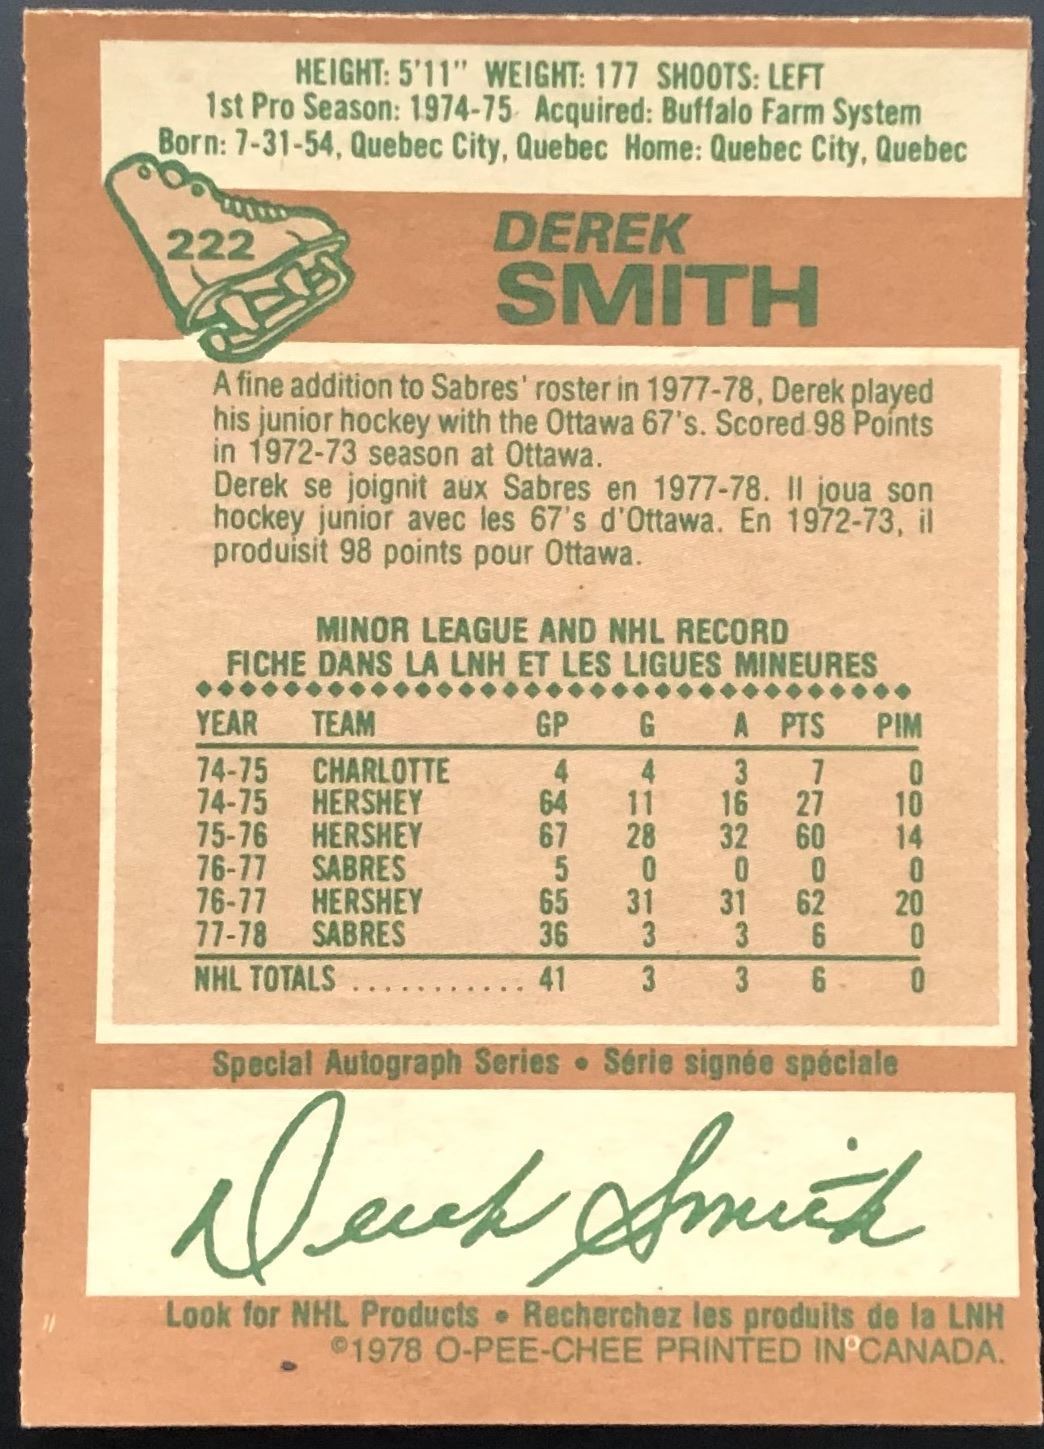 HEIGHT: 5'11" WEIGHT: 177 SHOOTS: LEFT
1st Pro Season: 1974-75 Acquired: Buffalo Farm System
Born: 7-31-54, Quebec City, Quebec Home: Quebec City, Quebec
222
DEREK
SMITH
A fine addition to Sabres' roster in 1977-78, Derek played
his junior hockey with the Ottawa 67's. Scored 98 Points
in 1972-73 season at Ottawa.
Derek se joignit aux Sabres en 1977-78. Il joua son
hockey junior avec les 67's d'Ottawa. En 1972-73, il
produisit 98 points pour Ottawa.
MINOR LEAGUE AND NHL RECORD
FICHE DANS LA LNH ET LES LIGUES MINEURES
YEAR TEAM GP G A PTS PIM
74-75 CHARLOTTE 4 4 3 7 0
74-75 HERSHEY 64 11 16 27 10
75-76 HERSHEY 67 28 32 60 14
76-77 SABRES 5 0 0 0 0
76-77 HERSHEY 65 31 31 62 20
77-78 SABRES 36 3 3 6 0
NHL TOTALS ............ 41 3 3 6 0
Special Autograph Series • Série signée spéciale
Derek Smith
Look for NHL Products • Recherchez les produits de la LNH
©1978 O-PEE-CHEE PRINTED IN CANADA.